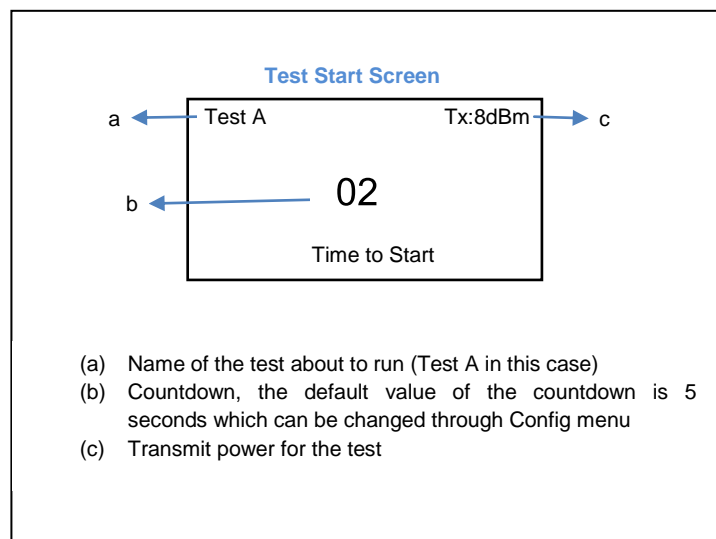 Test Start Screen
a
Test A
Tx:8dBm
c
b
02
Time to Start
(a) Name of the test about to run (Test A in this case)
(b) Countdown, the default value of the countdown is 5
seconds which can be changed through Config menu
(c) Transmit power for the test